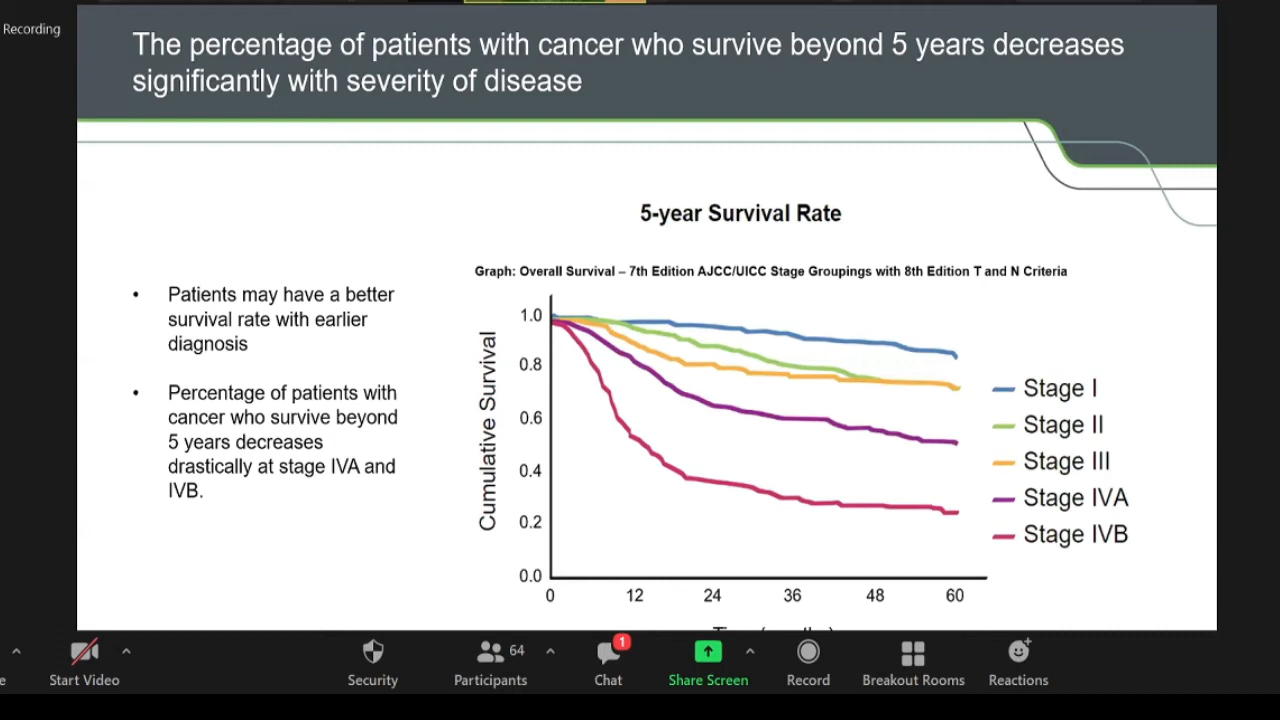 Recording
The percentage of patients with cancer who survive beyond 5 years decreases
significantly with severity of disease
5-year Survival Rate
Graph: Overall Survival – 7th Edition AJCC/UICC Stage Groupings with 8th Edition T and N Criteria
• Patients may have a better
survival rate with earlier
diagnosis
• Percentage of patients with
cancer who survive beyond
5 years decreases
drastically at stage IVA and
IVB.
Cumulative Survival
1.0
0.8
0.6
0.4
0.2
0.0
0 12 24 36 48 60
Stage I
Stage II
Stage III
Stage IVA
Stage IVB
Start Video
Security
64
Participants
1
Chat
Share Screen
Record
Breakout Rooms
Reactions